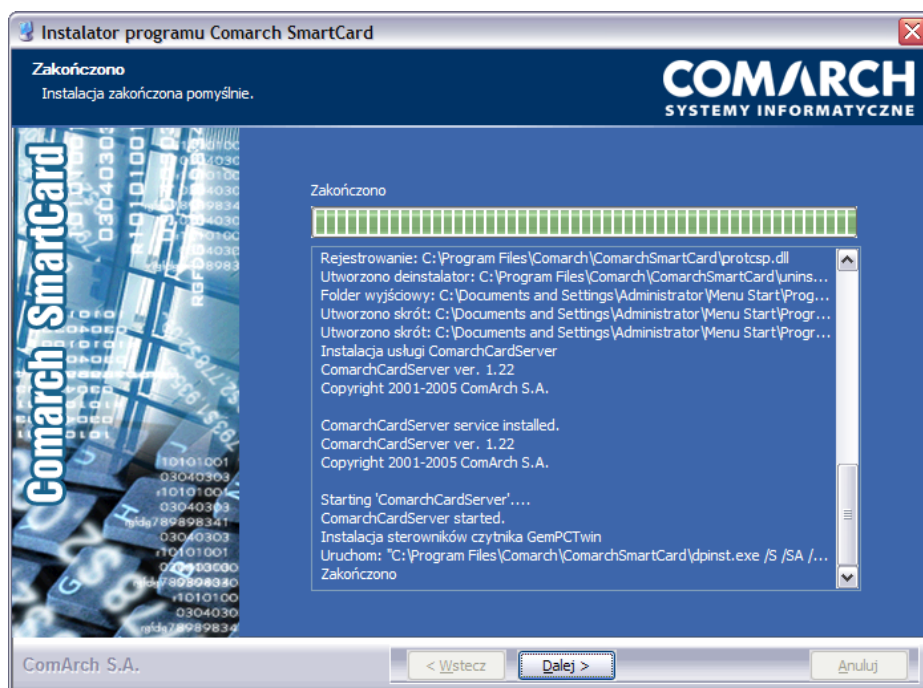 Instalator programu Comarch SmartCard
Zakończono
Instalacja zakończona pomyślnie.
COMARCH
SYSTEMY INFORMATYCZNE
Comarch SmartCard
Zakończono
Rejestrowanie: C:\Program Files\Comarch\ComarchSmartCard\protcsp.dll
Utworzono deinstalator: C:\Program Files\Comarch\ComarchSmartCard\unins...
Folder wyjściowy: C:\Documents and Settings\Administrator\Menu Start\Prog...
Utworzono skrót: C:\Documents and Settings\Administrator\Menu Start\Progr...
Utworzono skrót: C:\Documents and Settings\Administrator\Menu Start\Progr...
Instalacja usługi ComarchCardServer
ComarchCardServer ver. 1.22
Copyright 2001-2005 ComArch S.A.
ComarchCardServer service installed.
ComarchCardServer ver. 1.22
Copyright 2001-2005 ComArch S.A.
Starting 'ComarchCardServer'....
ComarchCardServer started.
Instalacja sterowników czytnika GemPCTwin
Uruchom: "C:\Program Files\Comarch\ComarchSmartCard\dpinst.exe /S /SA /...
Zakończono
10101001
03040303
03040303
03040303
ComArch S.A.
< Wstecz
Dalej >
Anuluj